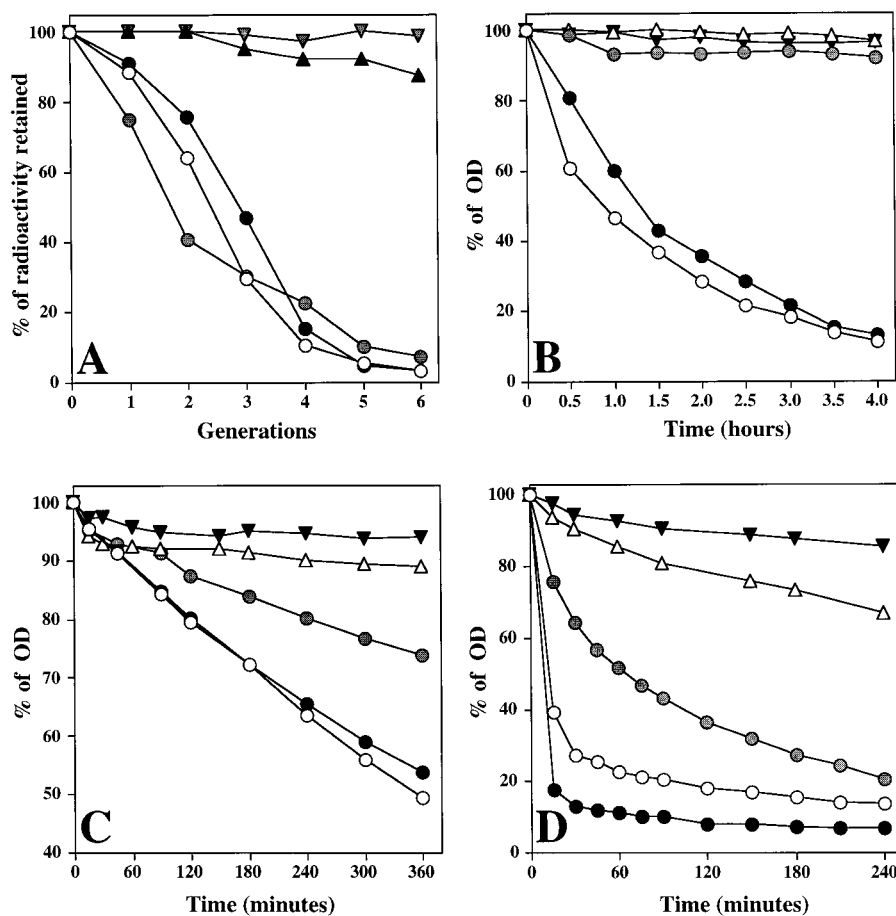 100
80
60
40
20
0
% of radioactivity retained
0 1 2 3 4 5 6
Generations
A
100
80
60
40
20
0
% of OD
0 0.5 1.0 1.5 2.0 2.5 3.0 3.5 4.0
Time (hours)
B
100
90
80
70
60
50
40
% of OD
0 60 120 180 240 300 360
Time (minutes)
C
100
80
60
40
20
0
% of OD
0 60 120 180 240
Time (minutes)
D